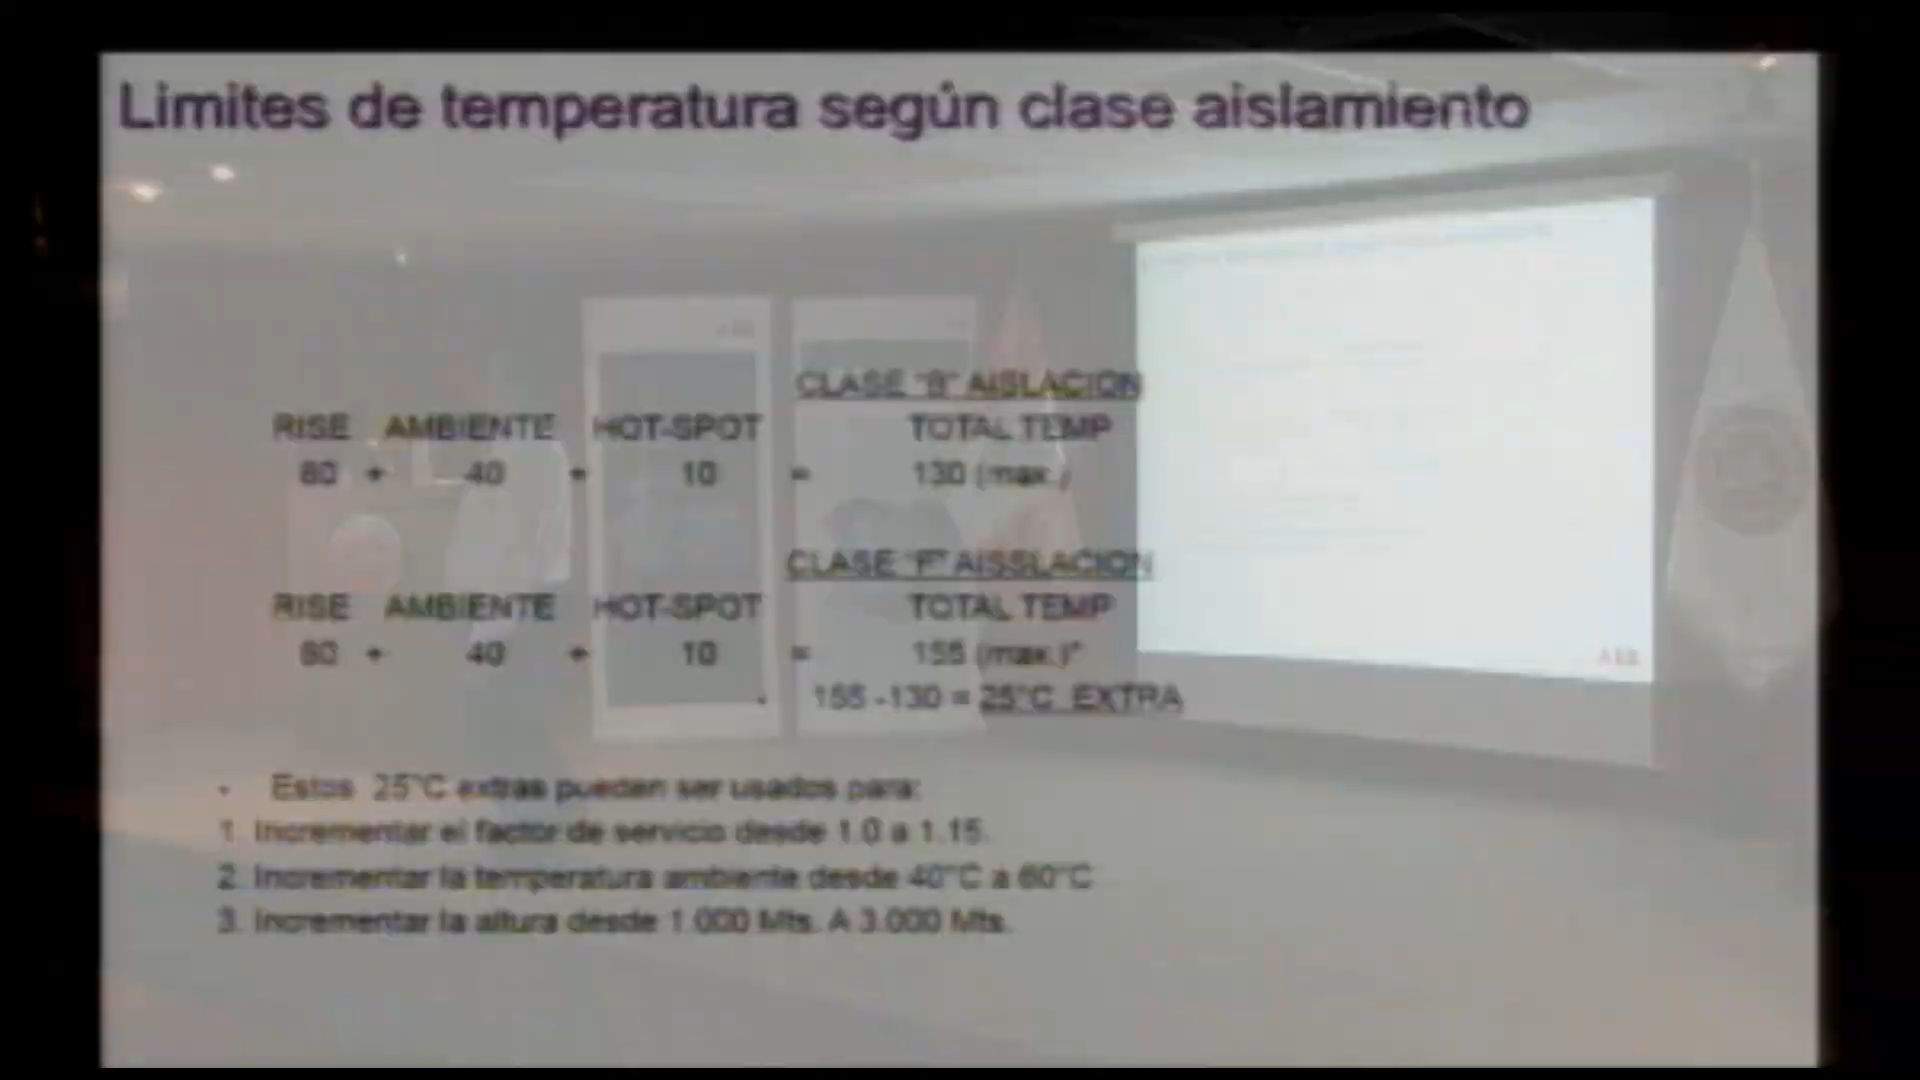 Limites de temperatura según clase aislamiento
CLASE "B" AISLACION
RISE AMBIENTE HOT-SPOT TOTAL TEMP
80 + 40 + 10 = 130 (max.)
CLASE "F" AISSLACION
RISE AMBIENTE HOT-SPOT TOTAL TEMP
80 + 40 + 10 = 155 (max.)*
• 155 -130 = 25°C EXTRA
• Estos 25°C extras pueden ser usados para:
1. Incrementar el factor de servicio desde 1.0 a 1.15.
2. Incrementar la temperatura ambiente desde 40°C a 60°C
3. Incrementar la altura desde 1.000 Mts. A 3.000 Mts.
ABB